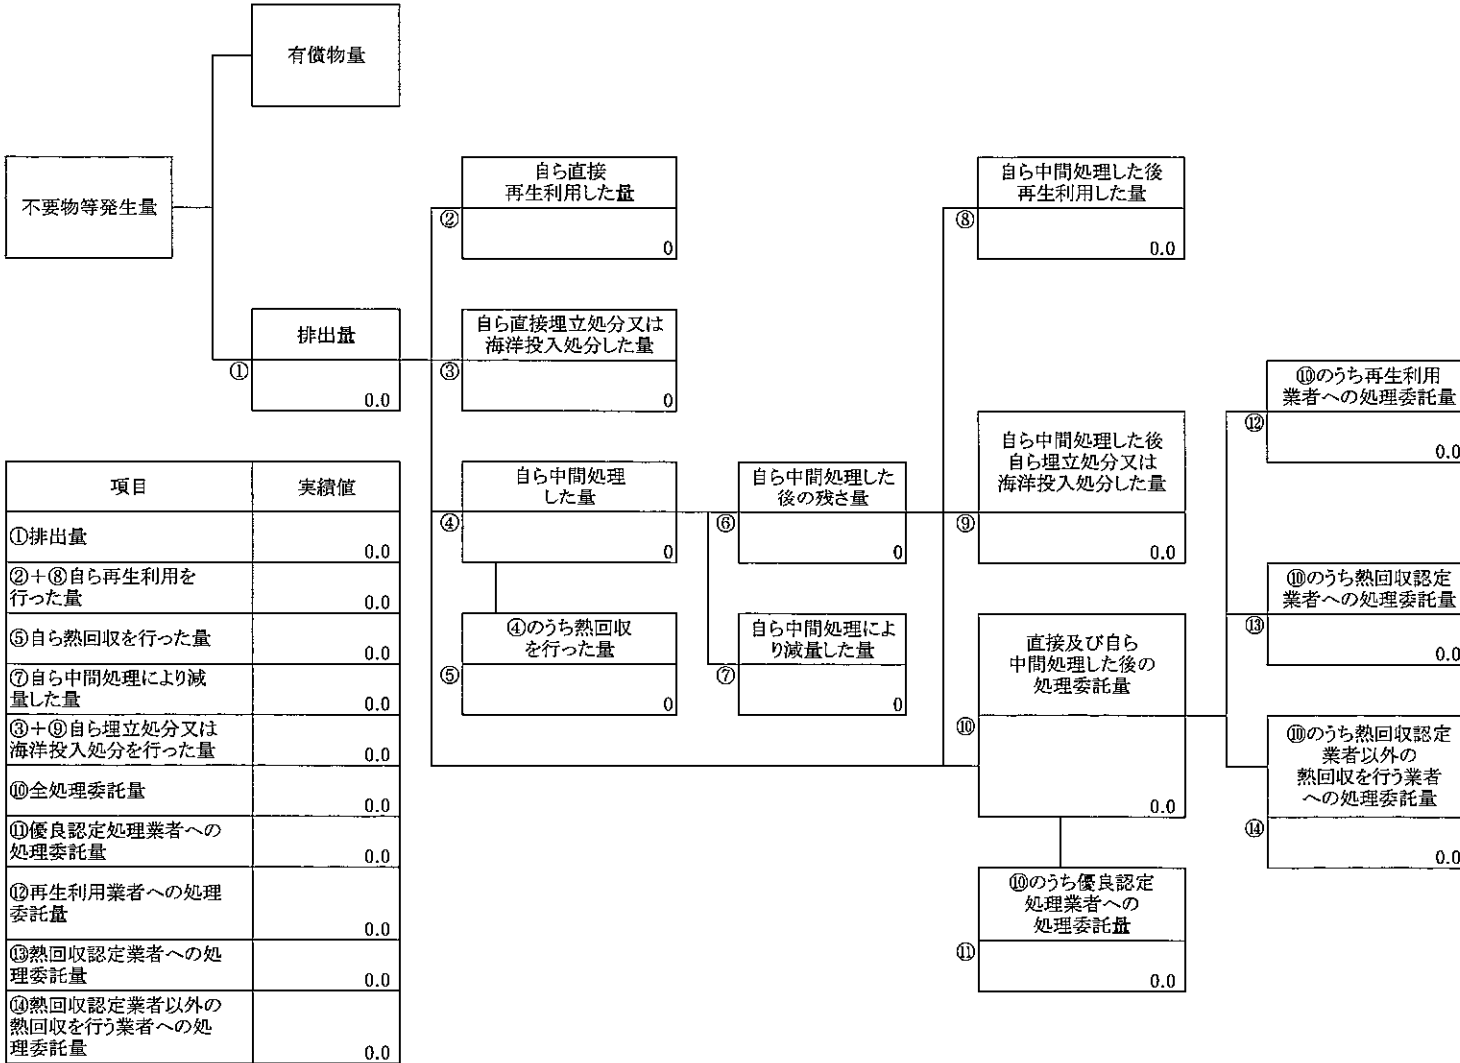 有償物量
不要物等発生量
排出量
①
0.0
自ら直接
再生利用した量
②
0
自ら直接埋立処分又は
海洋投入処分した量
③
0
自ら中間処理
した量
④
0
④のうち熱回収
を行った量
⑤
0
自ら中間処理した
後の残さ量
⑥
0
自ら中間処理によ
り減量した量
⑦
0
自ら中間処理した後
再生利用した量
⑧
0.0
自ら中間処理した後
自ら埋立処分又は
海洋投入処分した量
⑨
0.0
直接及び自ら
中間処理した後の
処理委託量
⑩
0.0
⑩のうち優良認定
処理業者への
処理委託量
⑪
0.0
⑩のうち再生利用
業者への処理委託量
⑫
0.0
⑩のうち熱回収認定
業者への処理委託量
⑬
0.0
⑩のうち熱回収認定
業者以外の
熱回収を行う業者
への処理委託量
⑭
0.0
項目 実績値
①排出量
0.0
②+⑧自ら再生利用を
行った量 0.0
⑤自ら熱回収を行った量
0.0
⑦自ら中間処理により減
量した量 0.0
③+⑨自ら埋立処分又は
海洋投入処分を行った量 0.0
⑩全処理委託量
0.0
⑪優良認定処理業者への
処理委託量 0.0
⑫再生利用業者への処理
委託量
0.0
⑬熱回収認定業者への処
理委託量 0.0
⑭熱回収認定業者以外の
熱回収を行う業者への処
理委託量 0.0